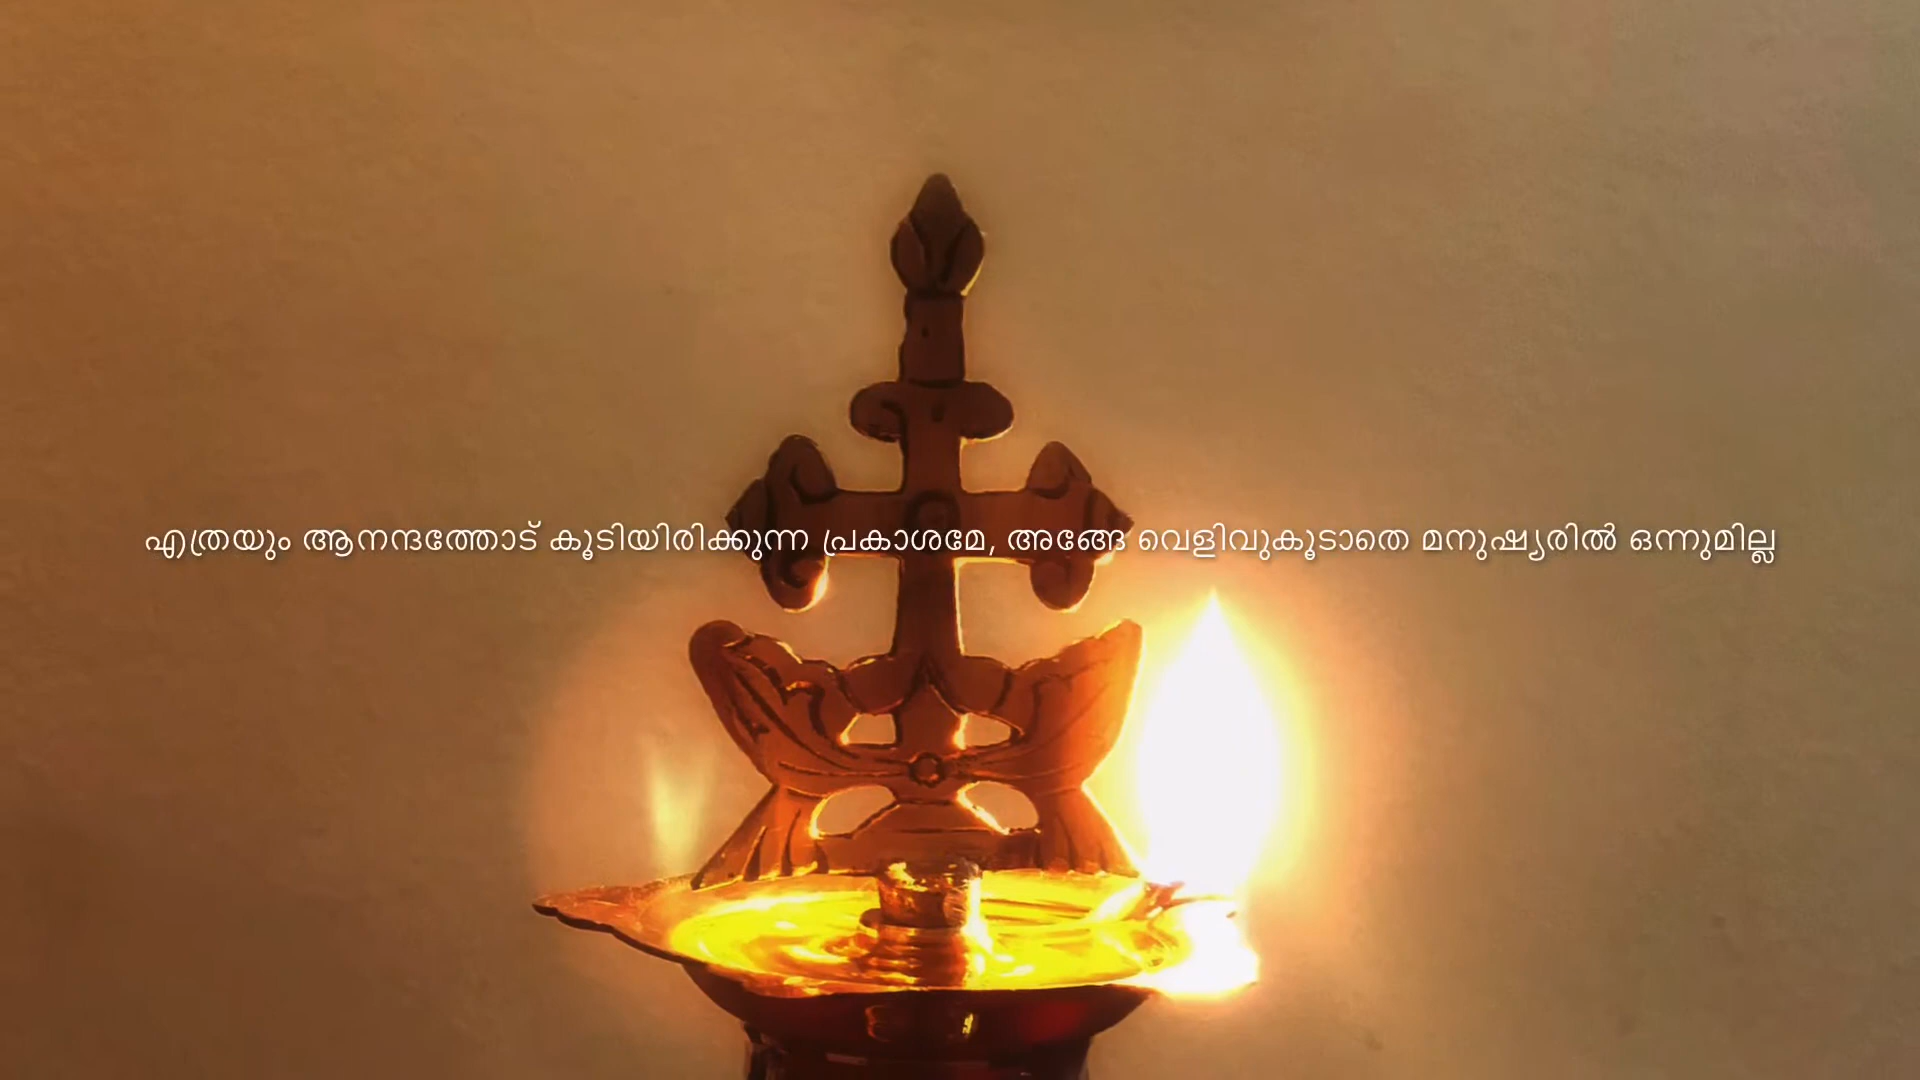 എത്രയും ആനന്ദത്തോട് കൂടിയിരിക്കുന്ന പ്രകാശമേ, അങ്ങേ വെളിവുകൂടാതെ മനുഷ്യരിൽ ഒന്നുമില്ല